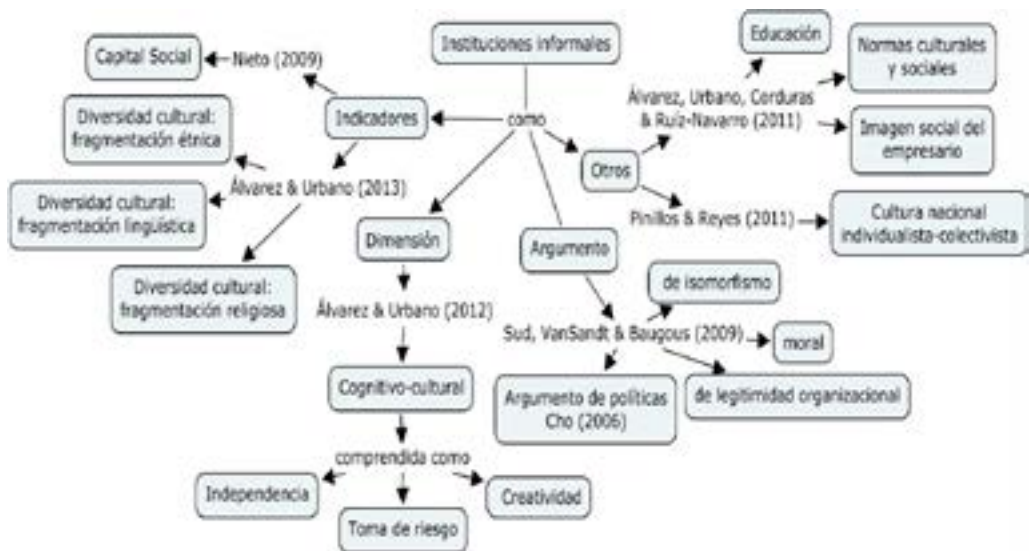 Instituciones informales
como
Indicadores
Nieto (2009)
Capital Social
Álvarez & Urbano (2013)
Diversidad cultural:
fragmentación étnica
Diversidad cultural:
fragmentación lingüística
Diversidad cultural:
fragmentación religiosa
Dimensión
Álvarez & Urbano (2012)
Cognitivo-cultural
comprendida como
Independencia
Toma de riesgo
Creatividad
Argumento
Sud, VanSandt & Baugous (2009)
de isomorfismo
moral
de legitimidad organizacional
Argumento de políticas
Cho (2006)
Otros
Álvarez, Urbano, Corduras
& Ruiz-Navarro (2011)
Educación
Normas culturales
y sociales
Imagen social del
empresario
Pinillos & Reyes (2011)
Cultura nacional
individualista-colectivista